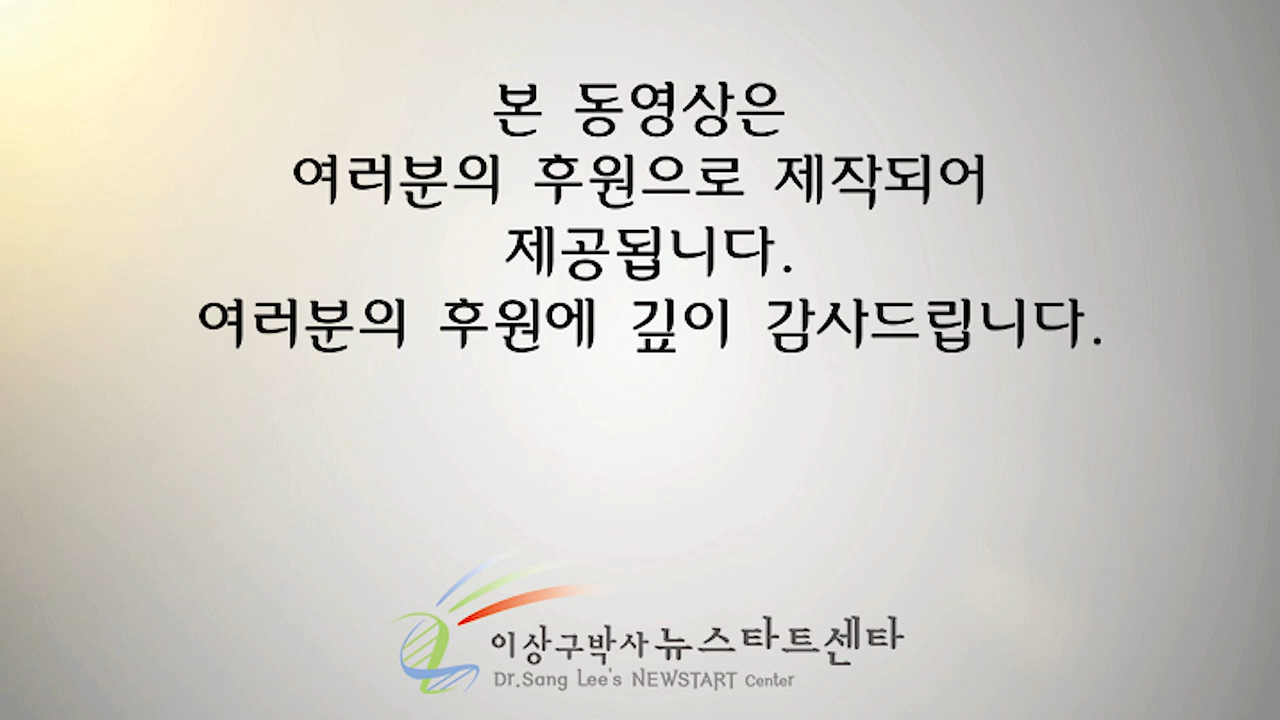 본 동영상은
여러분의 후원으로 제작되어
제공됩니다.
여러분의 후원에 깊이 감사드립니다.
이상구박사뉴스타트센타
Dr.Sang Lee's NEWSTART Center